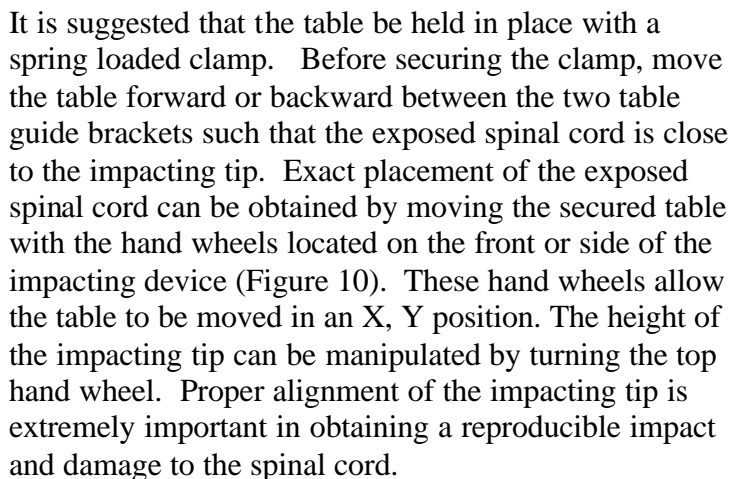 It is suggested that the table be held in place with a
spring loaded clamp. Before securing the clamp, move
the table forward or backward between the two table
guide brackets such that the exposed spinal cord is close
to the impacting tip. Exact placement of the exposed
spinal cord can be obtained by moving the secured table
with the hand wheels located on the front or side of the
impacting device (Figure 10). These hand wheels allow
the table to be moved in an X, Y position. The height of
the impacting tip can be manipulated by turning the top
hand wheel. Proper alignment of the impacting tip is
extremely important in obtaining a reproducible impact
and damage to the spinal cord.